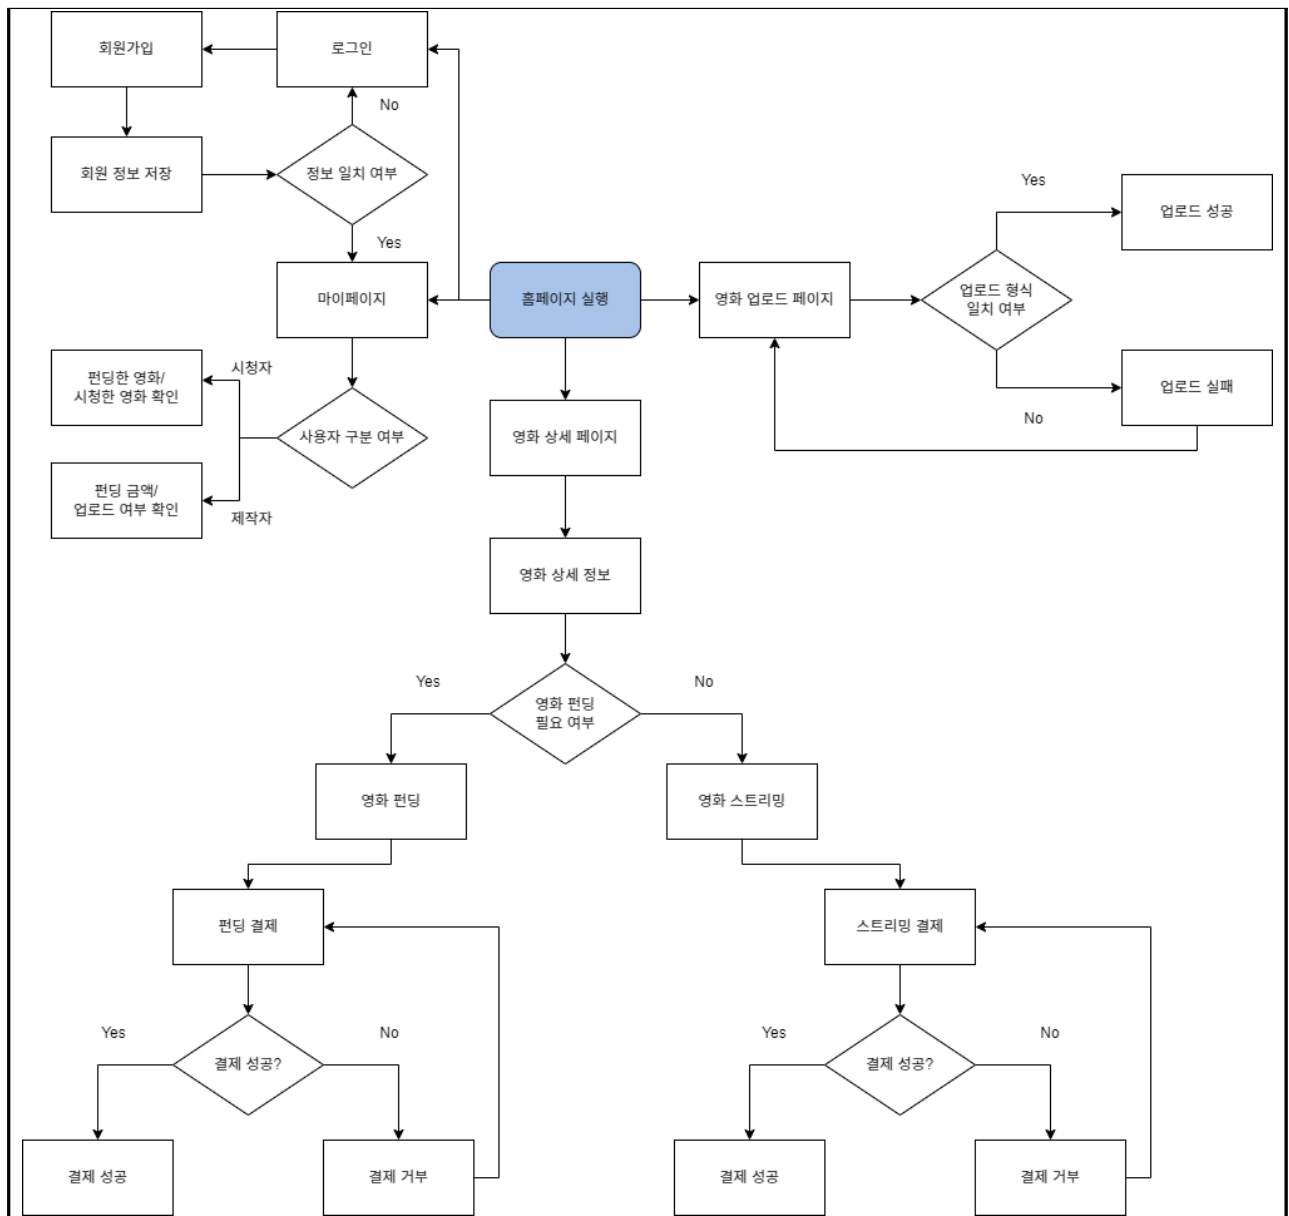 회원가입
로그인
No
회원 정보 저장
정보 일치 여부
Yes
Yes
업로드 성공
마이페이지
홈페이지 실행
영화 업로드 페이지
업로드 형식
일치 여부
시청자
펀딩한 영화/
시청한 영화 확인
업로드 실패
No
사용자 구분 여부
영화 상세 페이지
펀딩 금액/
업로드 여부 확인
제작자
영화 상세 정보
Yes
No
영화 펀딩
필요 여부
영화 펀딩
영화 스트리밍
펀딩 결제
스트리밍 결제
Yes
No
Yes
No
결제 성공?
결제 성공?
결제 성공
결제 거부
결제 성공
결제 거부